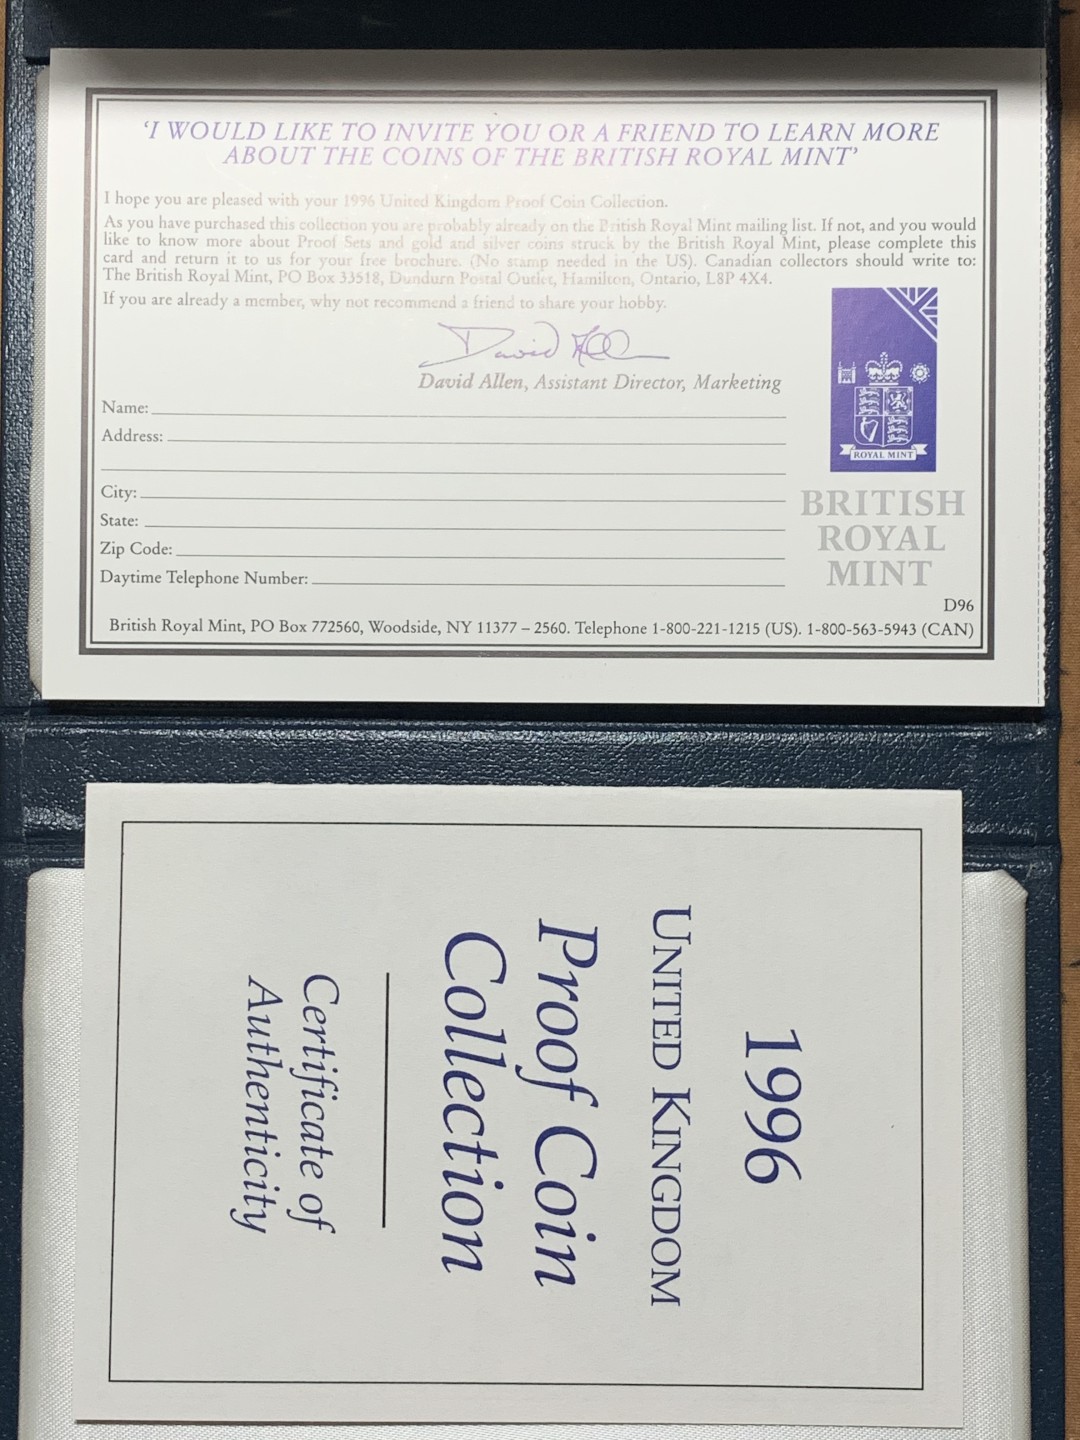 ‘I WOULD LIKE TO INVITE YOU OR A FRIEND TO LEARN MORE
ABOUT THE COINS OF THE BRITISH ROYAL MINT’
I hope you are pleased with your 1996 United Kingdom Proof Coin Collection.
As you have purchased this collection you are probably already on the British Royal Mint mailing list. If not, and you would
like to know more about Proof Sets and gold and silver coins struck by the British Royal Mint, please complete this
card and return it to us for your free brochure. (No stamp needed in the US). Canadian collectors should write to:
The British Royal Mint, PO Box 33518, Dundurn Postal Outlet, Hamilton, Ontario, L8P 4X4.
If you are already a member, why not recommend a friend to share your hobby.
David Allen
David Allen, Assistant Director, Marketing
Name:
Address:
City:
State:
Zip Code:
Daytime Telephone Number:
ROYAL MINT
BRITISH
ROYAL
MINT
D96
British Royal Mint, PO Box 772560, Woodside, NY 11377 – 2560. Telephone 1-800-221-1215 (US). 1-800-563-5943 (CAN)
1996
UNITED KINGDOM
Proof Coin
Collection
Certificate of
Authenticity